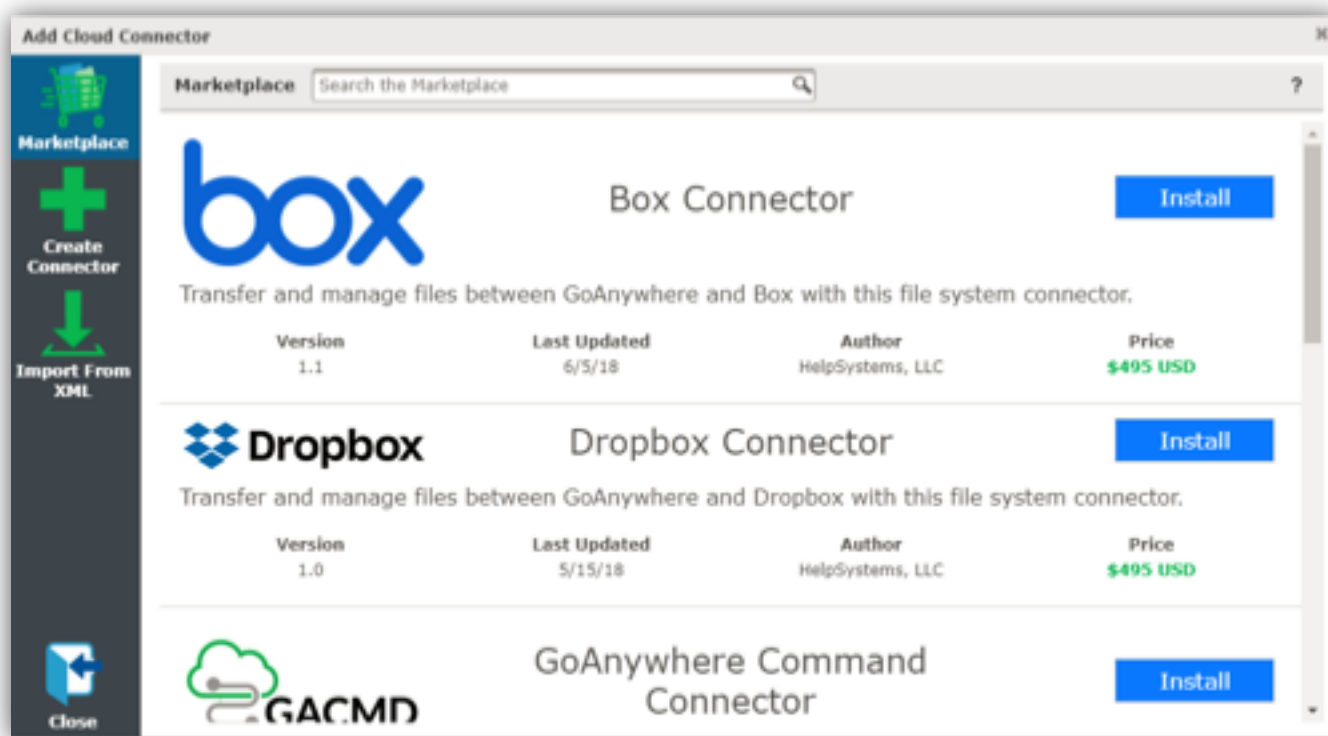 Add Cloud Connector
Marketplace
Create
Connector
Import From
XML
Close
Marketplace Search the Marketplace ?
box Box Connector Install
Transfer and manage files between GoAnywhere and Box with this file system connector.
Version Last Updated Author Price
1.1 6/5/18 HelpSystems, LLC $495 USD
Dropbox Dropbox Connector Install
Transfer and manage files between GoAnywhere and Dropbox with this file system connector.
Version Last Updated Author Price
1.0 5/15/18 HelpSystems, LLC $495 USD
GACMD GoAnywhere Command
Connector Install